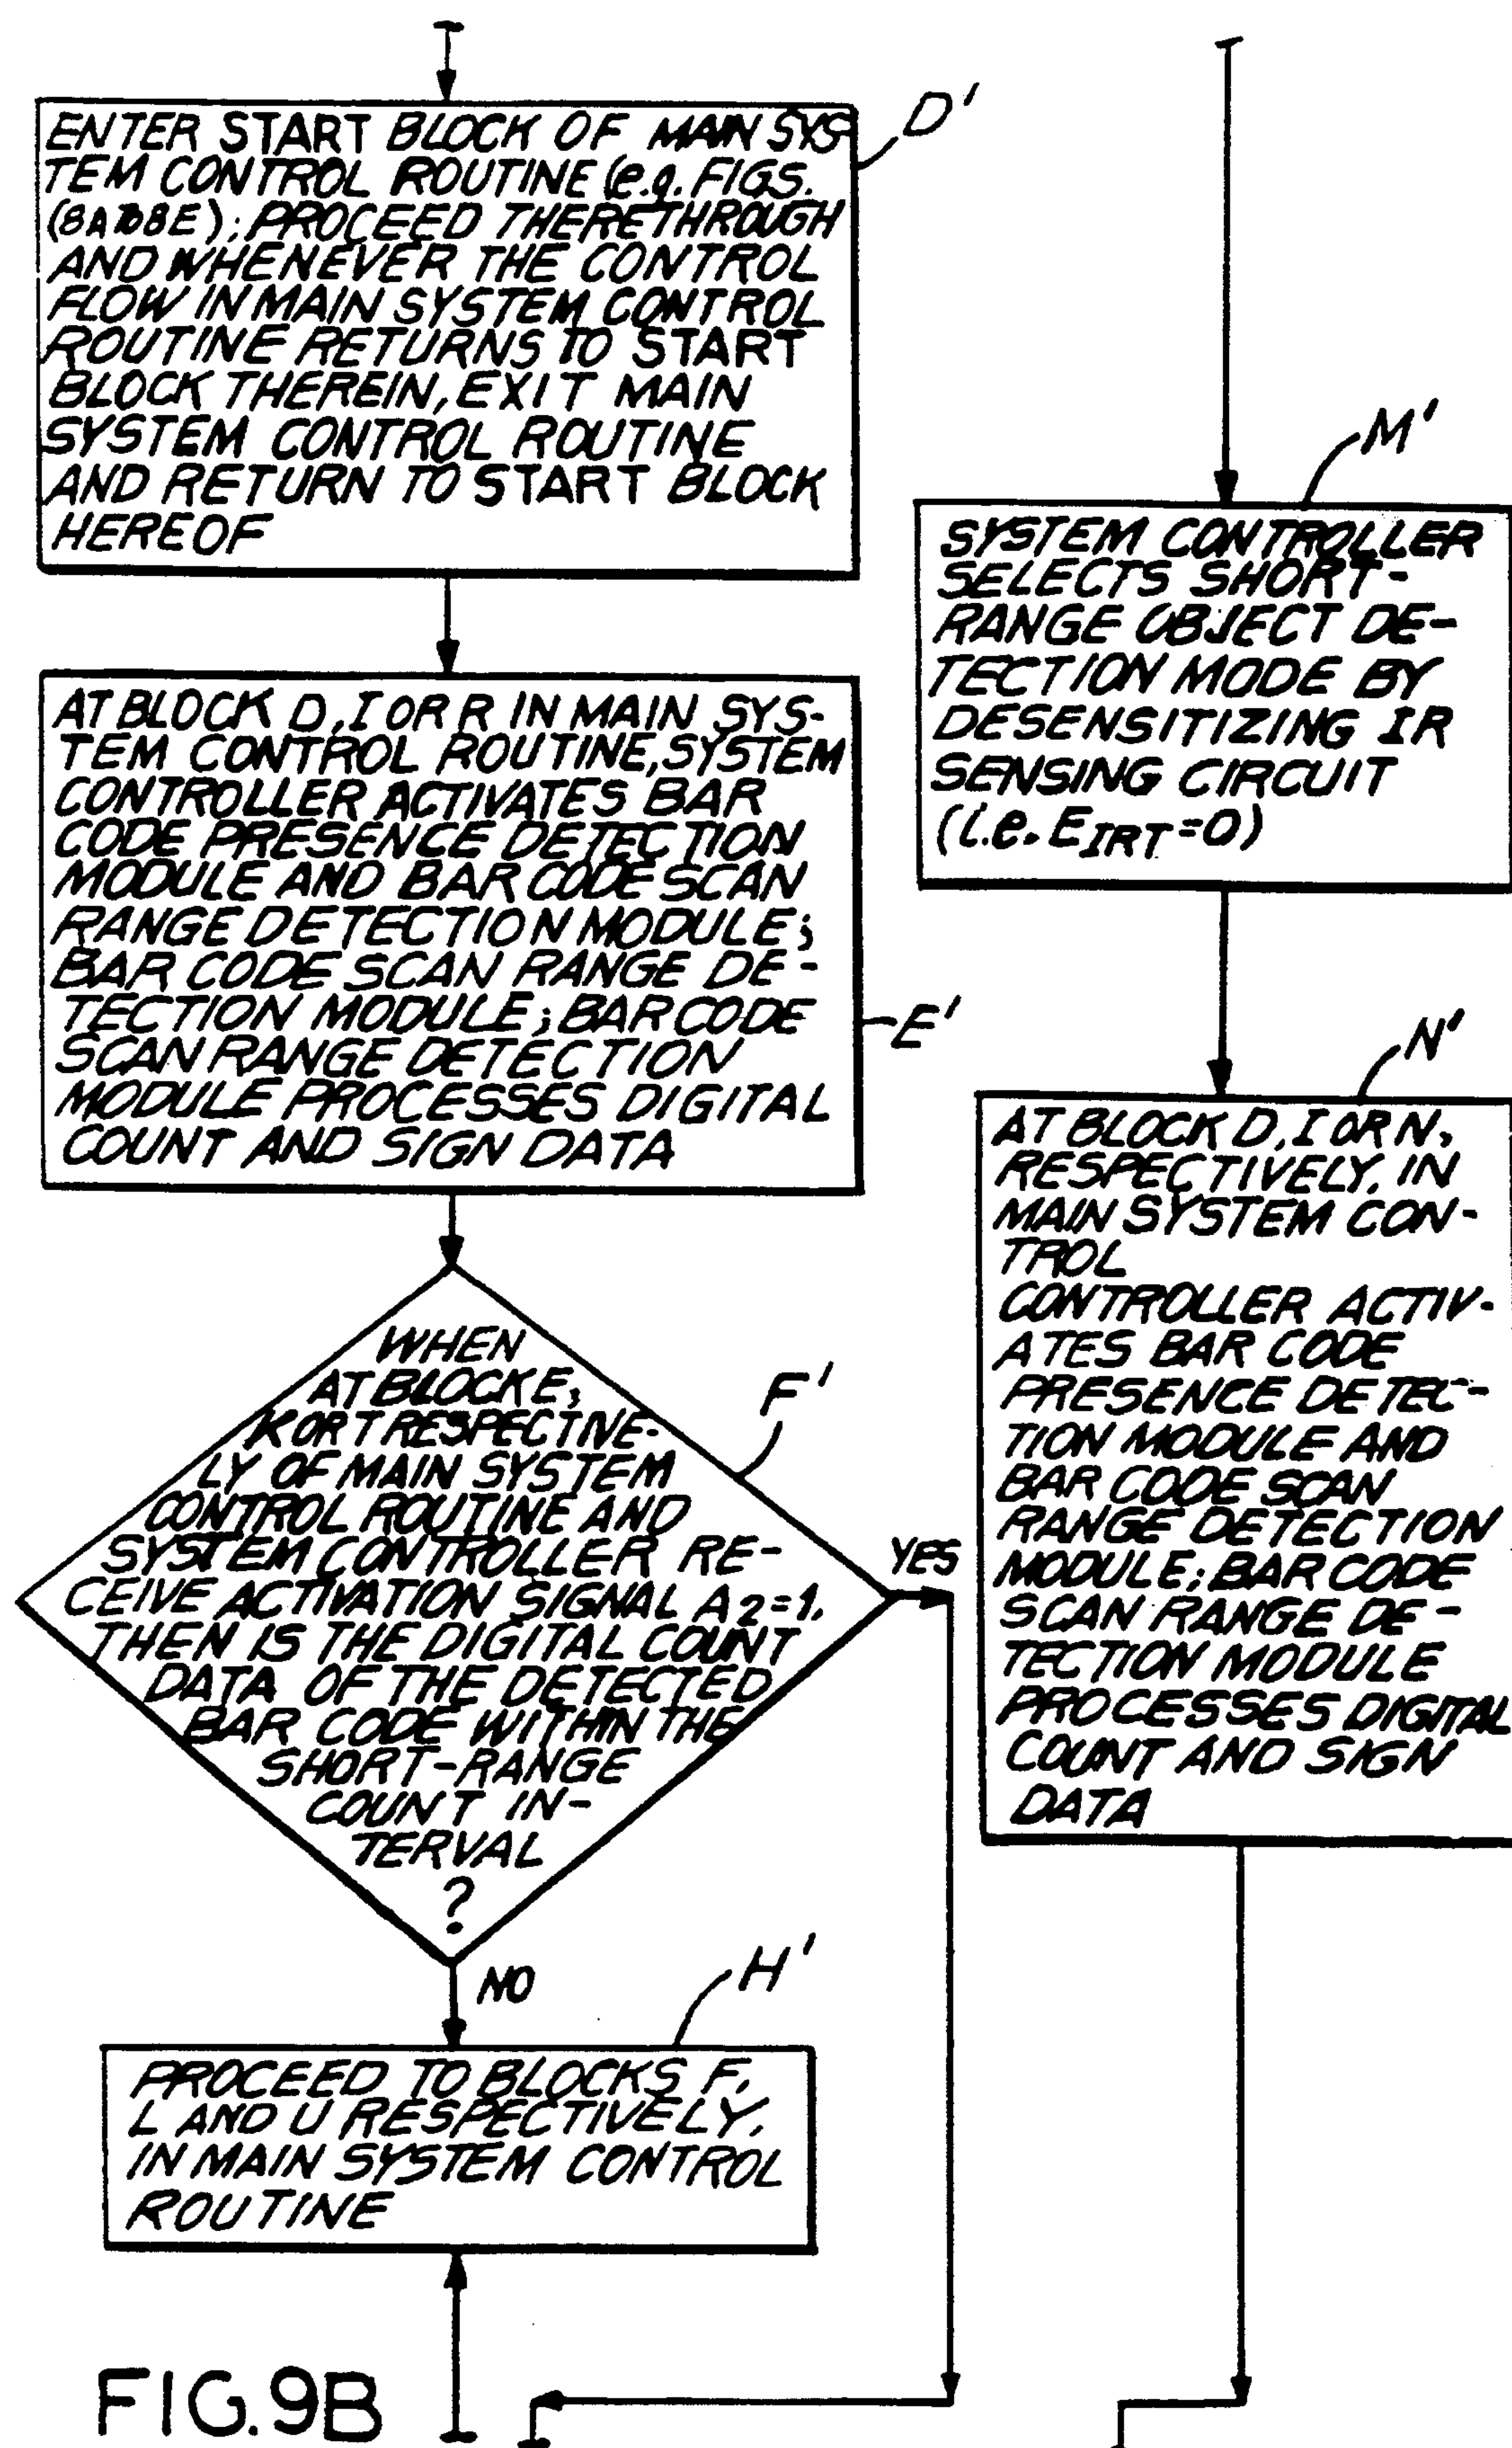 D'
ENTER START BLOCK OF MAIN SYS-
TEM CONTROL ROUTINE (e.g. FIGS.
(8A TO 8E); PROCEED THERETHROUGH
AND WHENEVER THE CONTROL
FLOW IN MAIN SYSTEM CONTROL
ROUTINE RETURNS TO START
BLOCK THEREIN, EXIT MAIN
SYSTEM CONTROL ROUTINE
AND RETURN TO START BLOCK
HEREOF
AT BLOCK D, I OR R IN MAIN SYS-
TEM CONTROL ROUTINE, SYSTEM
CONTROLLER ACTIVATES BAR
CODE PRESENCE DETECTION
MODULE AND BAR CODE SCAN
RANGE DETECTION MODULE;
BAR CODE SCAN RANGE DE-
TECTION MODULE; BAR CODE
SCAN RANGE DETECTION
MODULE PROCESSES DIGITAL
COUNT AND SIGN DATA
E'
WHEN
AT BLOCK E,
K OR T RESPECTIVE-
LY OF MAIN SYSTEM
CONTROL ROUTINE AND
SYSTEM CONTROLLER RE-
CEIVE ACTIVATION SIGNAL A2=1,
THEN IS THE DIGITAL COUNT
DATA OF THE DETECTED
BAR CODE WITHIN THE
SHORT-RANGE
COUNT IN-
TERVAL
?
F'
YES
NO
H'
PROCEED TO BLOCKS F,
L AND U RESPECTIVELY,
IN MAIN SYSTEM CONTROL
ROUTINE
M'
SYSTEM CONTROLLER
SELECTS SHORT-
RANGE OBJECT DE-
TECTION MODE BY
DESENSITIZING IR
SENSING CIRCUIT
(i.e. EIRT=0)
N'
AT BLOCK D, I OR N,
RESPECTIVELY, IN
MAIN SYSTEM CON-
TROL
CONTROLLER ACTIV-
ATES BAR CODE
PRESENCE DETEC-
TION MODULE AND
BAR CODE SCAN
RANGE DETECTION
MODULE; BAR CODE
SCAN RANGE DE-
TECTION MODULE
PROCESSES DIGITAL
COUNT AND SIGN
DATA
FIG. 9B